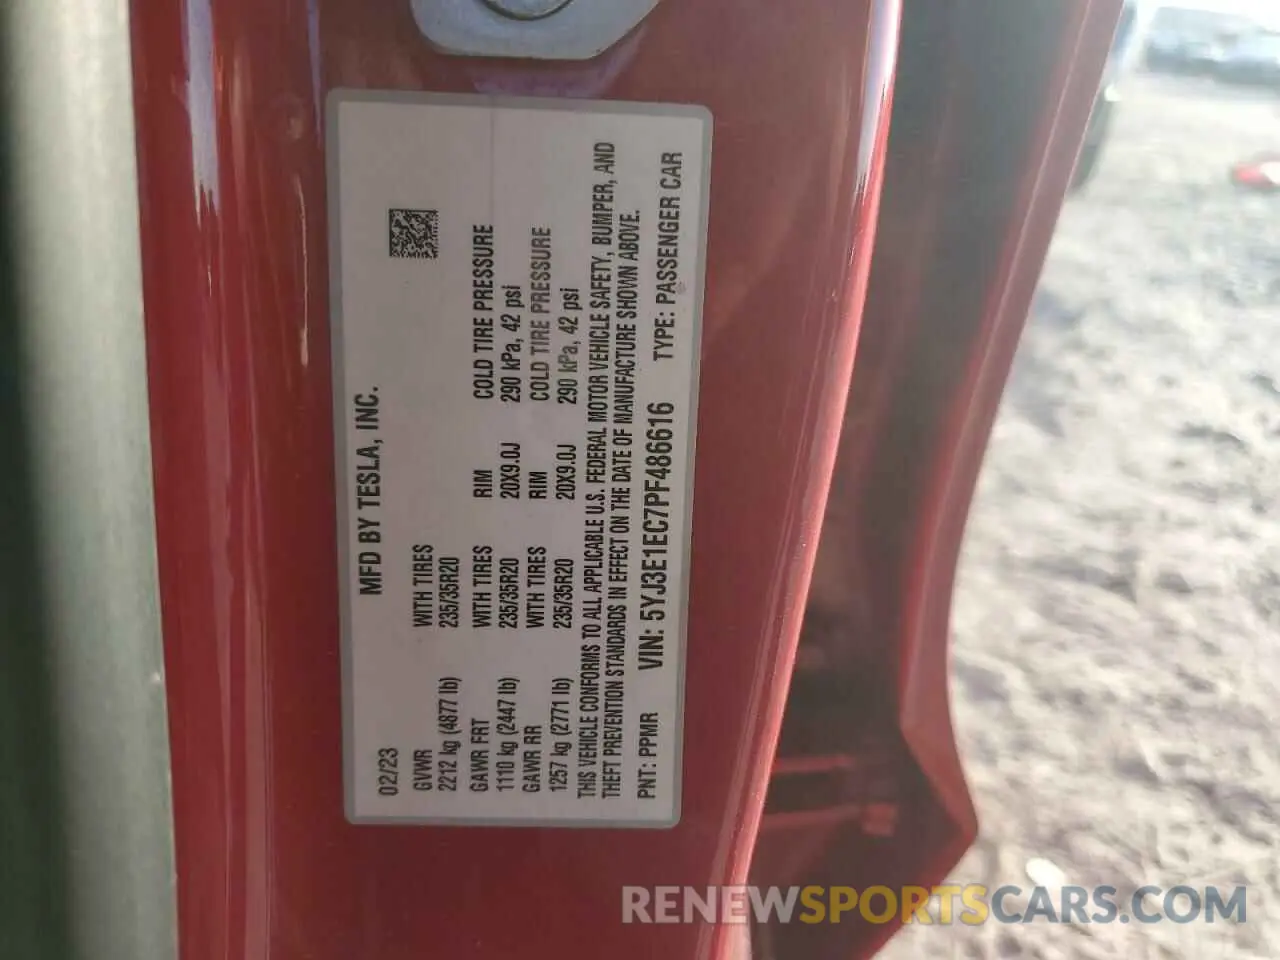 MFD BY TESLA, INC.
02/23
GVWR WITH TIRES
2212 kg (4877 lb) 235/35R20
GAWR FRT WITH TIRES RIM COLD TIRE PRESSURE
1110 kg (2447 lb) 235/35R20 20X9.0J 290 kPa, 42 psi
GAWR RR WITH TIRES RIM COLD TIRE PRESSURE
1257 kg (2771 lb) 235/35R20 20X9.0J 290 kPa, 42 psi
THIS VEHICLE CONFORMS TO ALL APPLICABLE U.S. FEDERAL MOTOR VEHICLE SAFETY, BUMPER, AND
THEFT PREVENTION STANDARDS IN EFFECT ON THE DATE OF MANUFACTURE SHOWN ABOVE.
PNT: PPMR VIN: 5YJ3E1EC7PF486616 TYPE: PASSENGER CAR
RENEWSPORTSCARS.COM